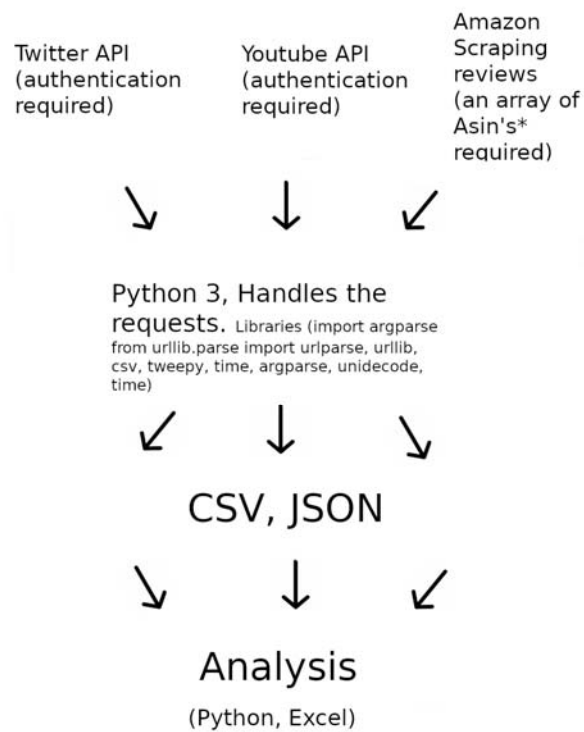 Twitter API
(authentication
required)
Youtube API
(authentication
required)
Amazon
Scraping
reviews
(an array of
Asin's*
required)
Python 3, Handles the
requests. Libraries (import argparse
from urllib.parse import urlparse, urllib,
csv, tweepy, time, argparse, unidecode,
time)
CSV, JSON
Analysis
(Python, Excel)